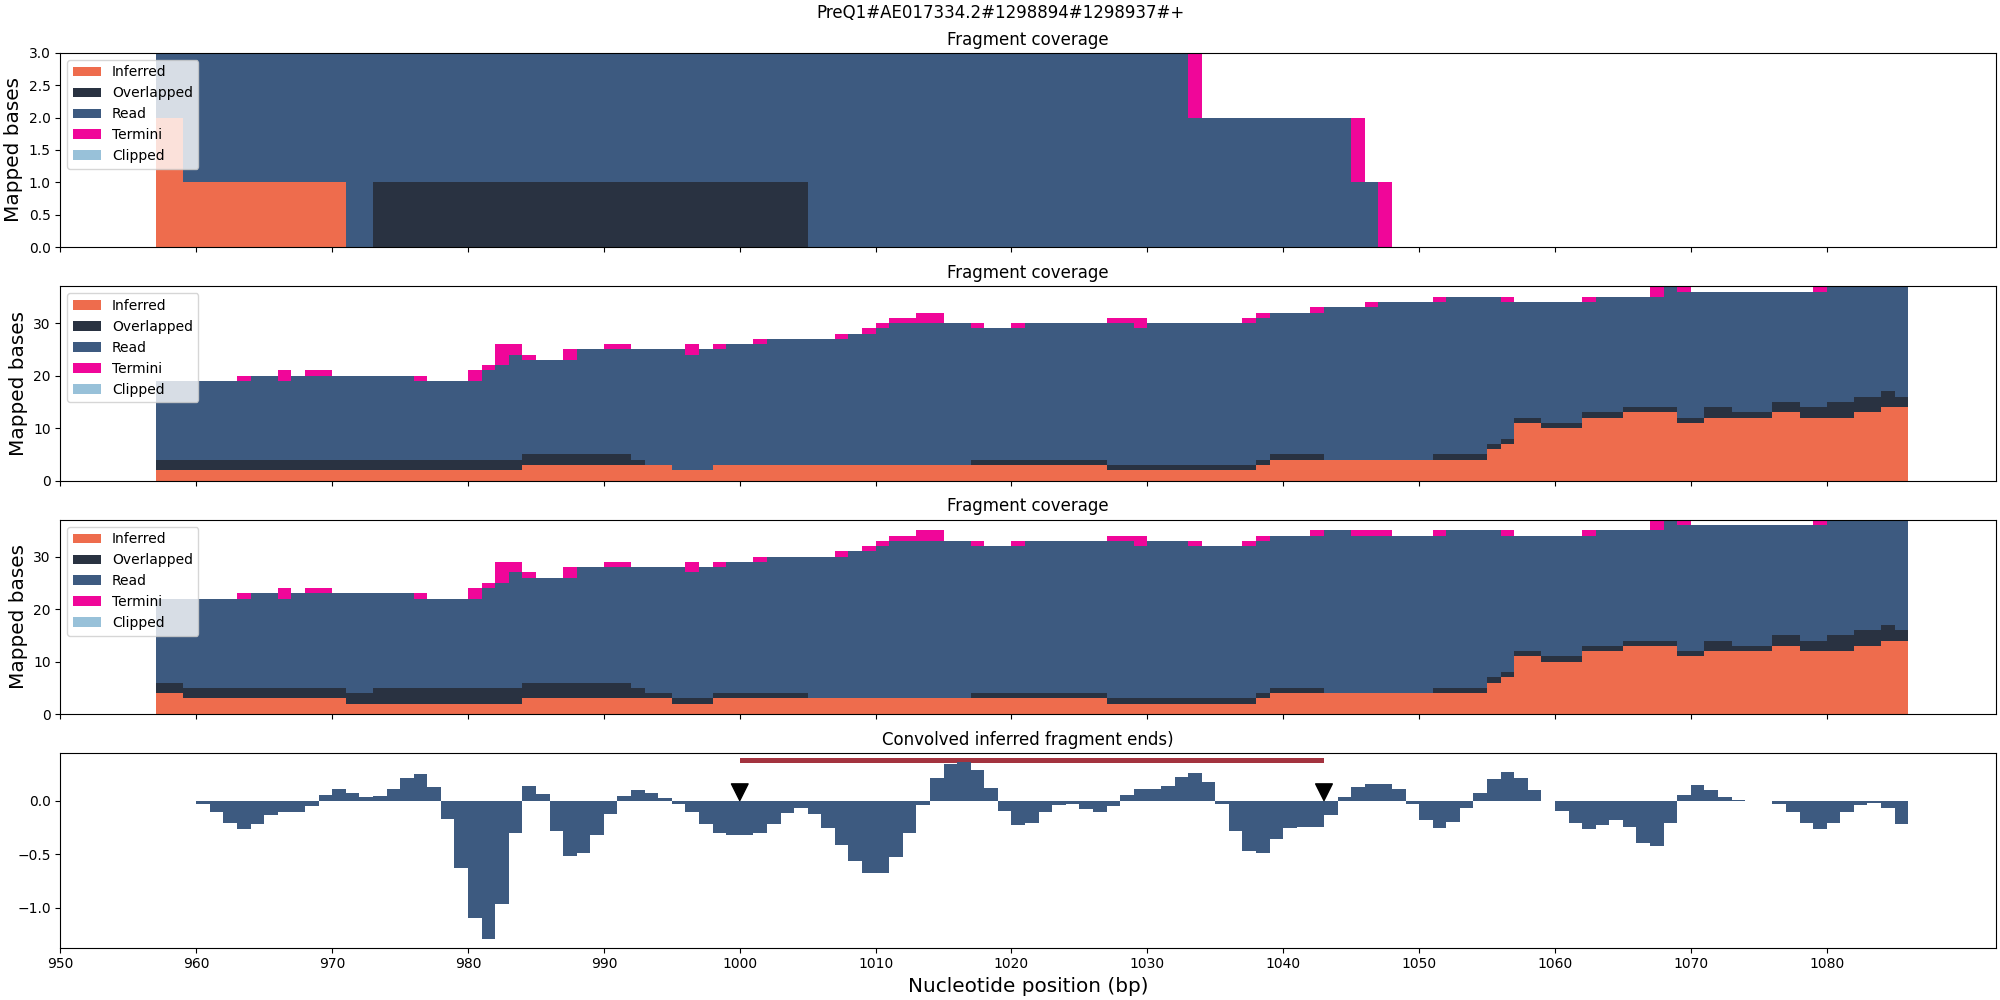 PreQ1#AE017334.2#1298894#1298937#+
Fragment coverage
Mapped bases
3.0
2.5
2.0
1.5
1.0
0.5
0.0
Inferred
Overlapped
Read
Termini
Clipped
Fragment coverage
Mapped bases
30
20
10
0
Inferred
Overlapped
Read
Termini
Clipped
Fragment coverage
Mapped bases
30
20
10
0
Inferred
Overlapped
Read
Termini
Clipped
Convolved inferred fragment ends)
0.0
−0.5
−1.0
950 960 970 980 990 1000 1010 1020 1030 1040 1050 1060 1070 1080
Nucleotide position (bp)